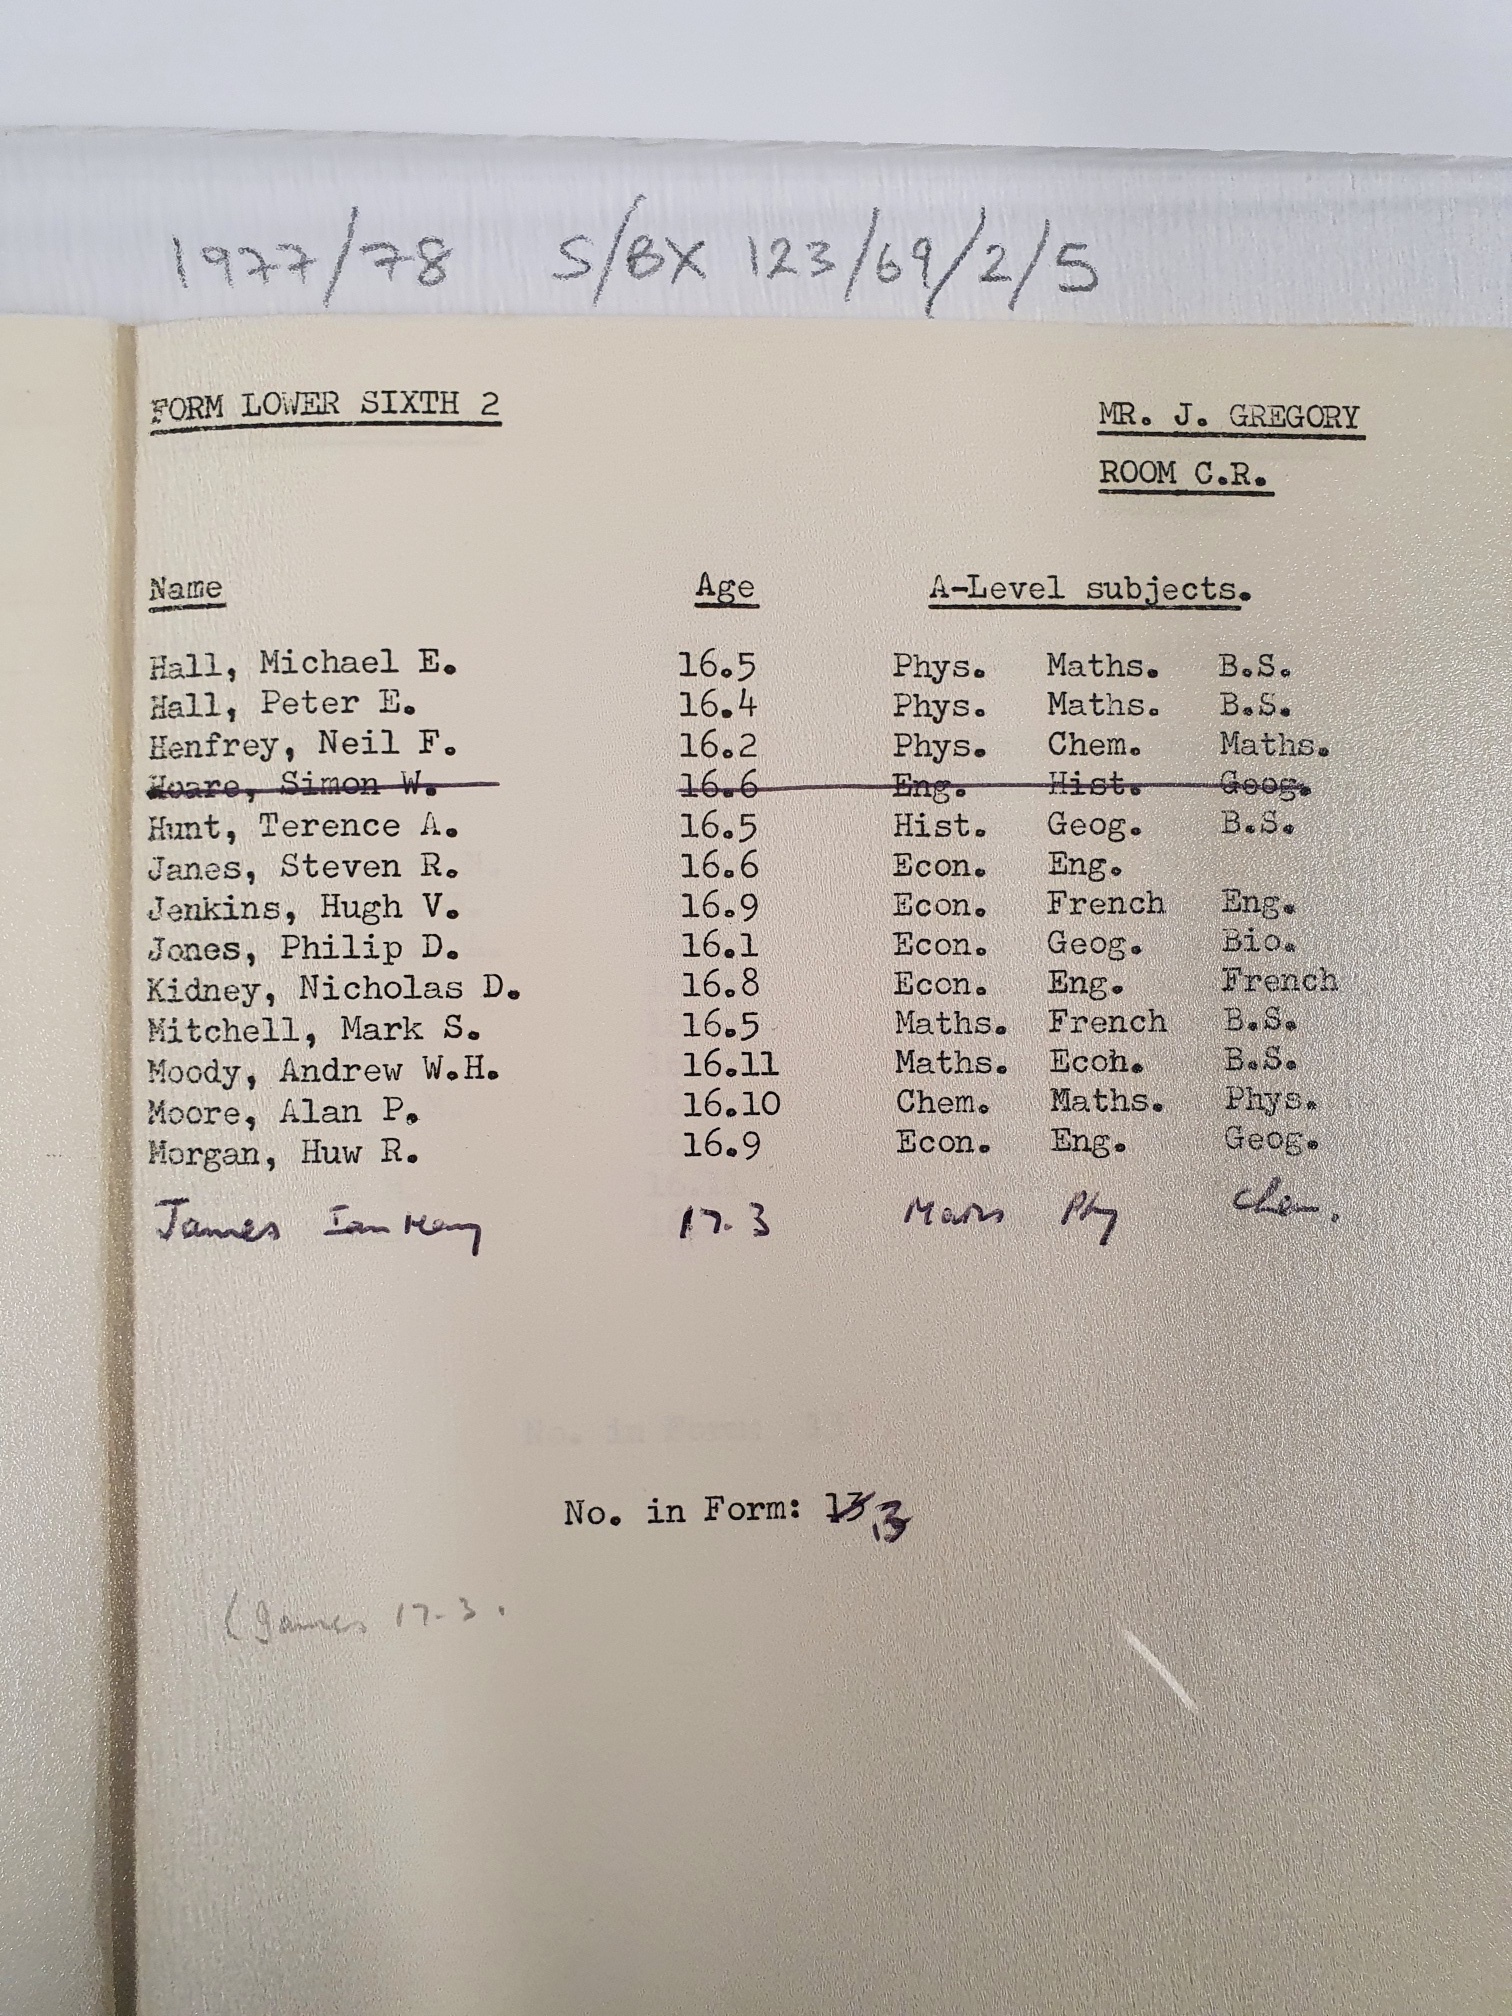 1977/78 S/BX 123/69/2/5
FORM LOWER SIXTH 2 MR. J. GREGORY
ROOM C.R.
Name Age A-Level subjects.
Hall, Michael E. 16.5 Phys. Maths. B.S.
Hall, Peter E. 16.4 Phys. Maths. B.S.
Henfrey, Neil F. 16.2 Phys. Chem. Maths.
Hoare, Simon W. 16.6 Eng. Hist. Geog.
Hunt, Terence A. 16.5 Hist. Geog. B.S.
Janes, Steven R. 16.6 Econ. Eng.
Jenkins, Hugh V. 16.9 Econ. French Eng.
Jones, Philip D. 16.1 Econ. Geog. Bio.
Kidney, Nicholas D. 16.8 Econ. Eng. French
Mitchell, Mark S. 16.5 Maths. French B.S.
Moody, Andrew W.H. 16.11 Maths. Econ. B.S.
Moore, Alan P. 16.10 Chem. Maths. Phys.
Morgan, Huw R. 16.9 Econ. Eng. Geog.
James Ian 17.3 Maths Phy Chem.
No. in Form: 13 13
(James 17-3.